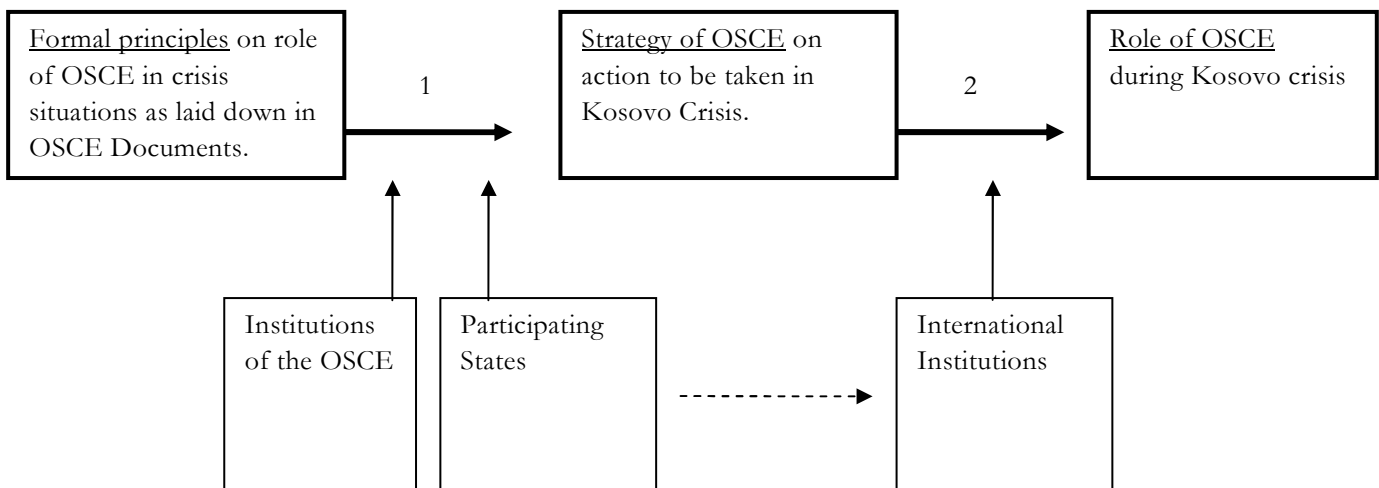 Formal principles on role
of OSCE in crisis
situations as laid down in
OSCE Documents.
1
Strategy of OSCE on
action to be taken in
Kosovo Crisis.
2
Role of OSCE
during Kosovo crisis
Institutions
of the OSCE
Participating
States
International
Institutions